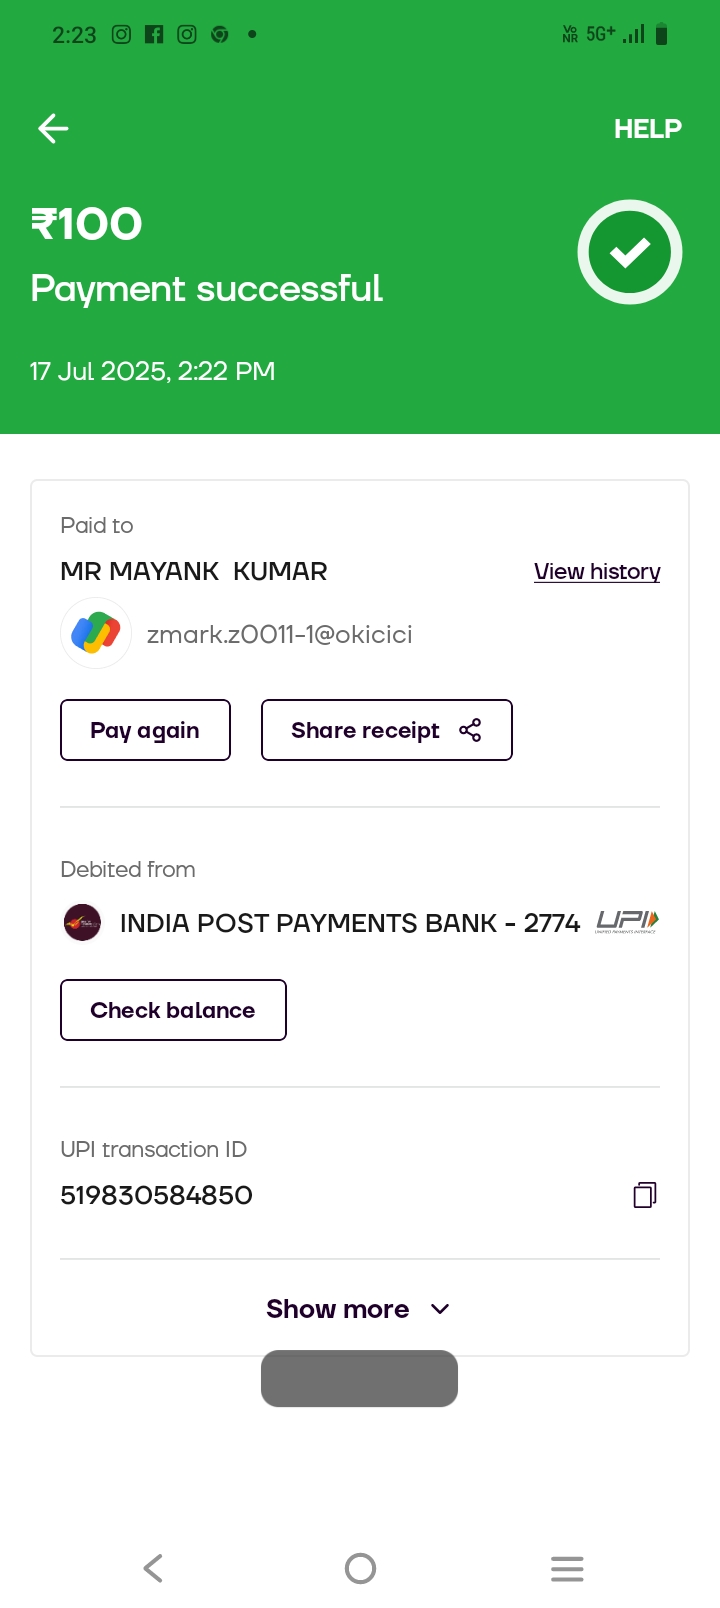 2:23
Vo
NR 5G+
HELP
₹100
Payment successful
17 Jul 2025, 2:22 PM
Paid to
MR MAYANK  KUMAR
View history
zmark.z0011-1@okicici
Pay again
Share receipt
Debited from
INDIA POST PAYMENTS BANK - 2774
UPI
UNIFIED PAYMENTS INTERFACE
Check balance
UPI transaction ID
519830584850
Show more